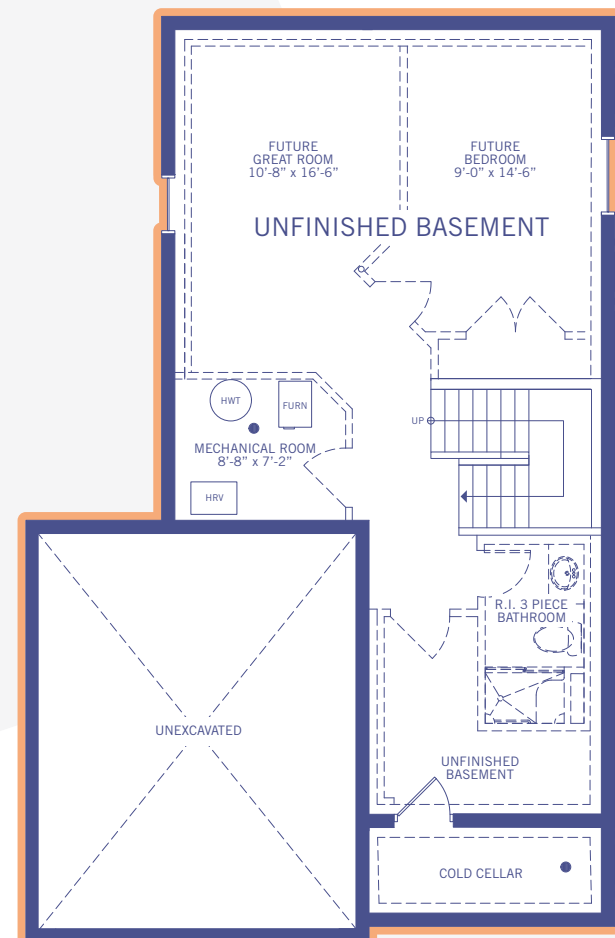 FUTURE
GREAT ROOM
10'-8" x 16'-6"
FUTURE
BEDROOM
9'-0" x 14'-6"
UNFINISHED BASEMENT
HWT
FURN
UP
MECHANICAL ROOM
8'-8" x 7'-2"
HRV
R.I. 3 PIECE
BATHROOM
UNEXCAVATED
UNFINISHED
BASEMENT
COLD CELLAR